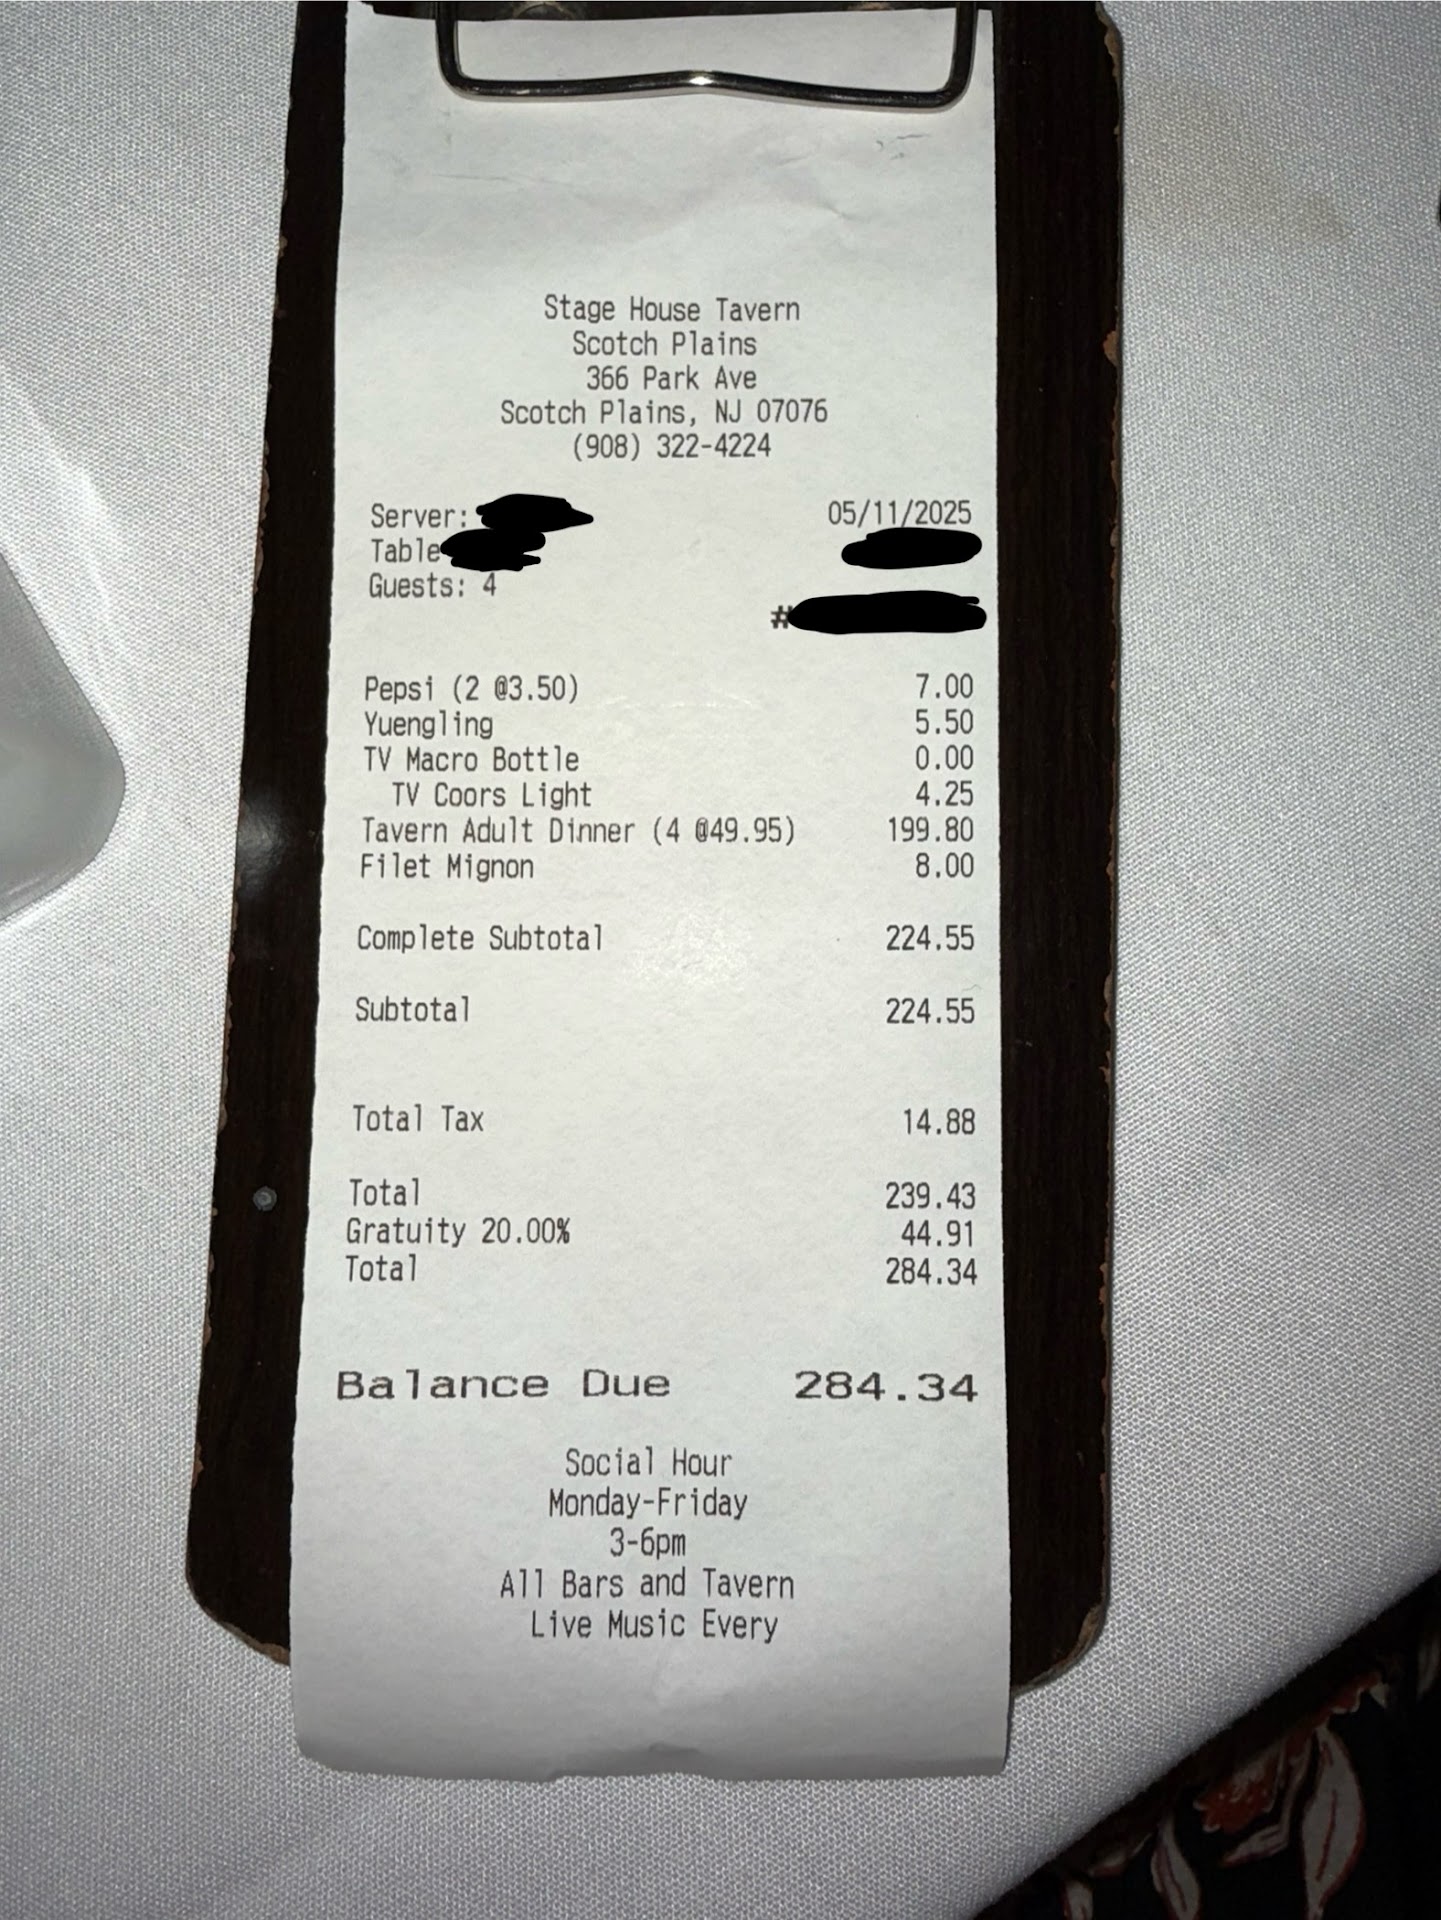 Stage House Tavern
Scotch Plains
366 Park Ave
Scotch Plains, NJ 07076
(908) 322-4224
Server: 05/11/2025
Table
Guests: 4
#
Pepsi (2 @3.50) 7.00
Yuengling 5.50
TV Macro Bottle 0.00
TV Coors Light 4.25
Tavern Adult Dinner (4 @49.95) 199.80
Filet Mignon 8.00
Complete Subtotal 224.55
Subtotal 224.55
Total Tax 14.88
Total 239.43
Gratuity 20.00% 44.91
Total 284.34
Balance Due 284.34
Social Hour
Monday-Friday
3-6pm
All Bars and Tavern
Live Music Every